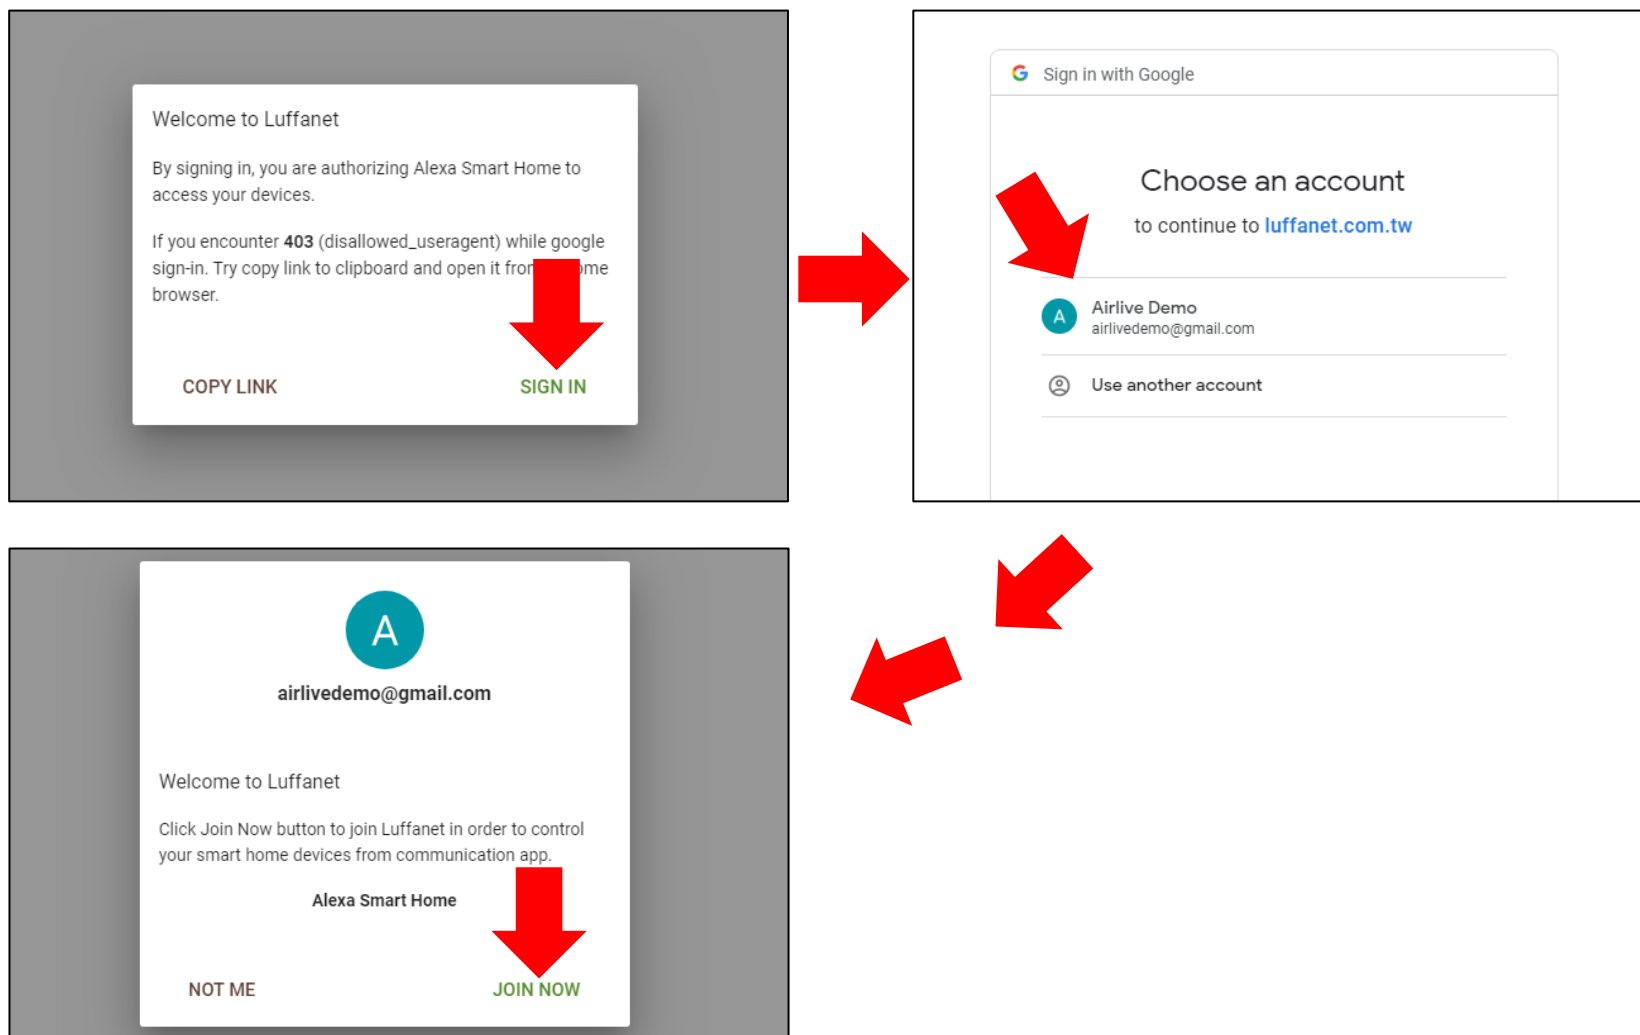 Welcome to Luffanet
By signing in, you are authorizing Alexa Smart Home to
access your devices.
If you encounter 403 (disallowed_useragent) while google
sign-in. Try copy link to clipboard and open it
browser.
COPY LINK
SIGN IN
Sign in with Google
Choose an account
to continue to luffanet.com.tw
A
Airlive Demo
airlivedemo@gmail.com
Use another account
A
airlivedemo@gmail.com
Welcome to Luffanet
Click Join Now button to join Luffanet in order to control
your smart home devices from communication app.
Alexa Smart Home
NOT ME
JOIN NOW